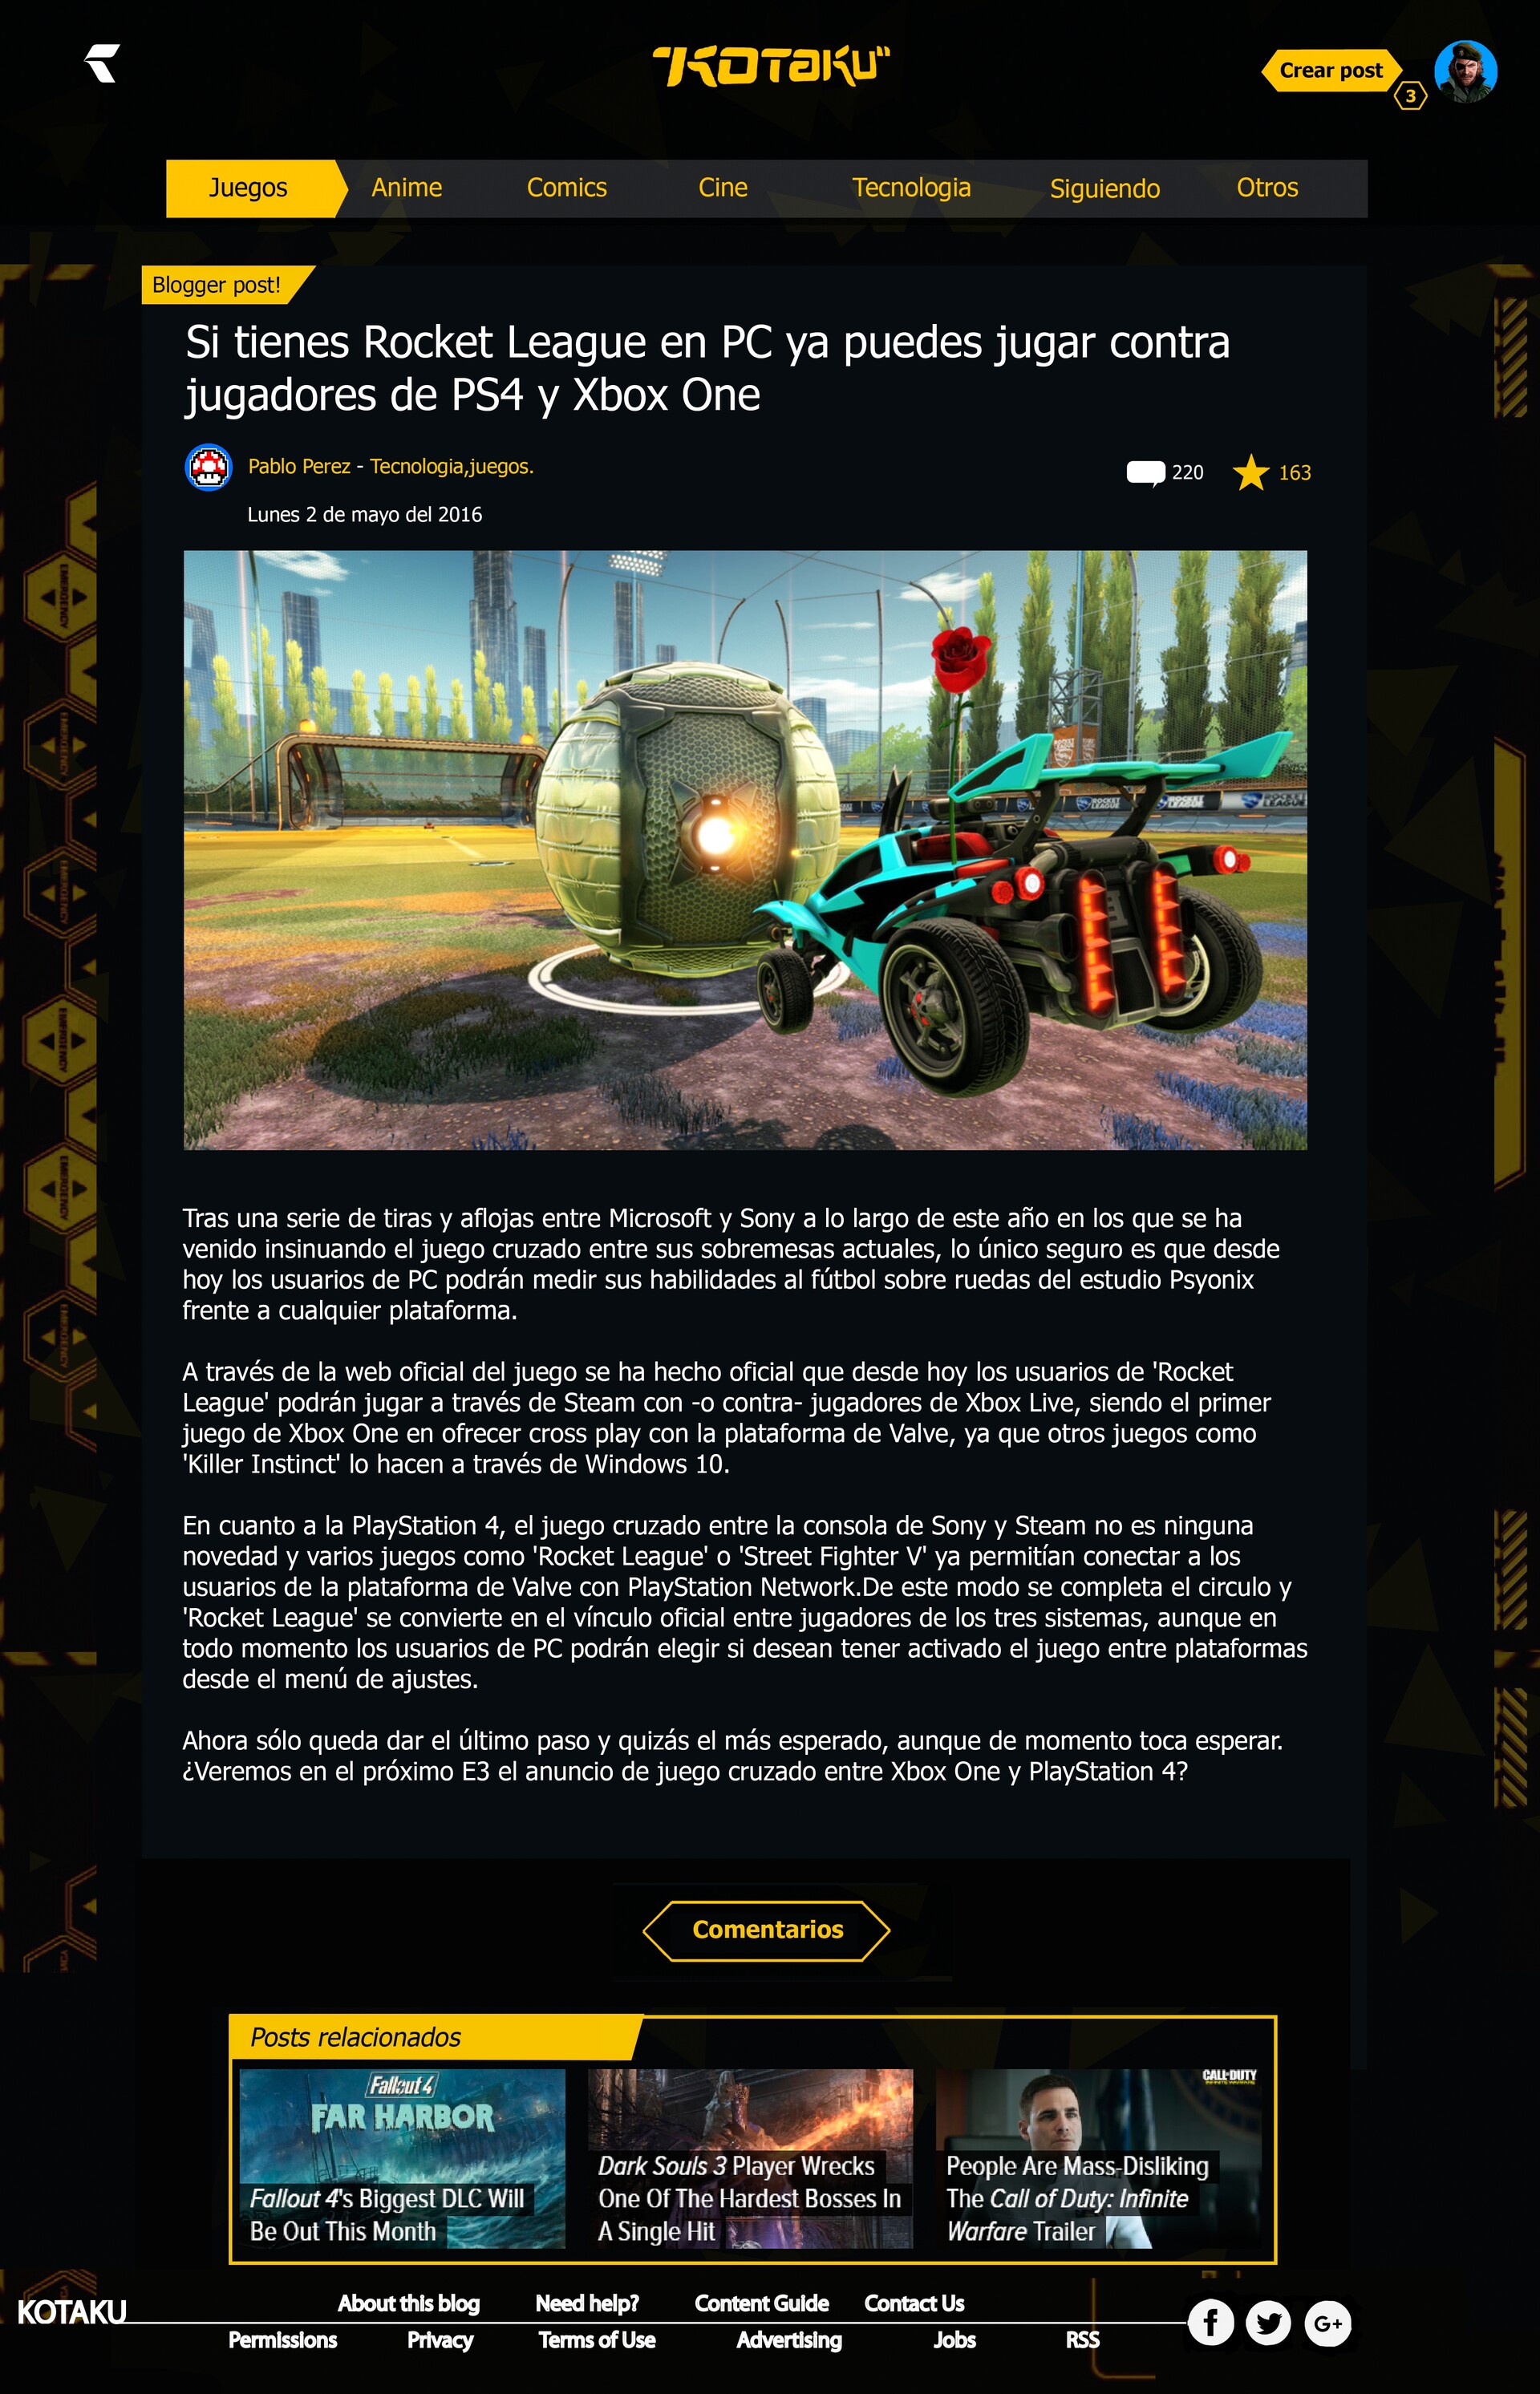 KOTAKU
Crear post
3
Juegos
Anime
Comics
Cine
Tecnologia
Siguiendo
Otros
Blogger post!
Si tienes Rocket League en PC ya puedes jugar contra
jugadores de PS4 y Xbox One
Pablo Perez - Tecnologia,juegos.
220
163
Lunes 2 de mayo del 2016
EMERGENCY
EMERGENCY
EMERGENCY
EMERGENCY
EMERGENCY
EMERGENCY
ROCKET LEAGUE
ROCKET LEAGUE
ROCKET LEAGUE
Tras una serie de tiras y aflojas entre Microsoft y Sony a lo largo de este año en los que se ha
venido insinuando el juego cruzado entre sus sobremesas actuales, lo único seguro es que desde
hoy los usuarios de PC podrán medir sus habilidades al fútbol sobre ruedas del estudio Psyonix
frente a cualquier plataforma.
A través de la web oficial del juego se ha hecho oficial que desde hoy los usuarios de 'Rocket
League' podrán jugar a través de Steam con -o contra- jugadores de Xbox Live, siendo el primer
juego de Xbox One en ofrecer cross play con la plataforma de Valve, ya que otros juegos como
'Killer Instinct' lo hacen a través de Windows 10.
En cuanto a la PlayStation 4, el juego cruzado entre la consola de Sony y Steam no es ninguna
novedad y varios juegos como 'Rocket League' o 'Street Fighter V' ya permitían conectar a los
usuarios de la plataforma de Valve con PlayStation Network.De este modo se completa el circulo y
'Rocket League' se convierte en el vínculo oficial entre jugadores de los tres sistemas, aunque en
todo momento los usuarios de PC podrán elegir si desean tener activado el juego entre plataformas
desde el menú de ajustes.
Ahora sólo queda dar el último paso y quizás el más esperado, aunque de momento toca esperar.
¿Veremos en el próximo E3 el anuncio de juego cruzado entre Xbox One y PlayStation 4?
Comentarios
Posts relacionados
Fallout 4
FAR HARBOR
Fallout 4's Biggest DLC Will
Be Out This Month
Dark Souls 3 Player Wrecks
One Of The Hardest Bosses In
A Single Hit
CALL OF DUTY
INFINITE WARFARE
People Are Mass-Disliking
The Call of Duty: Infinite
Warfare Trailer
KOTAKU
About this blog
Need help?
Content Guide
Contact Us
Permissions
Privacy
Terms of Use
Advertising
Jobs
RSS
f
G+